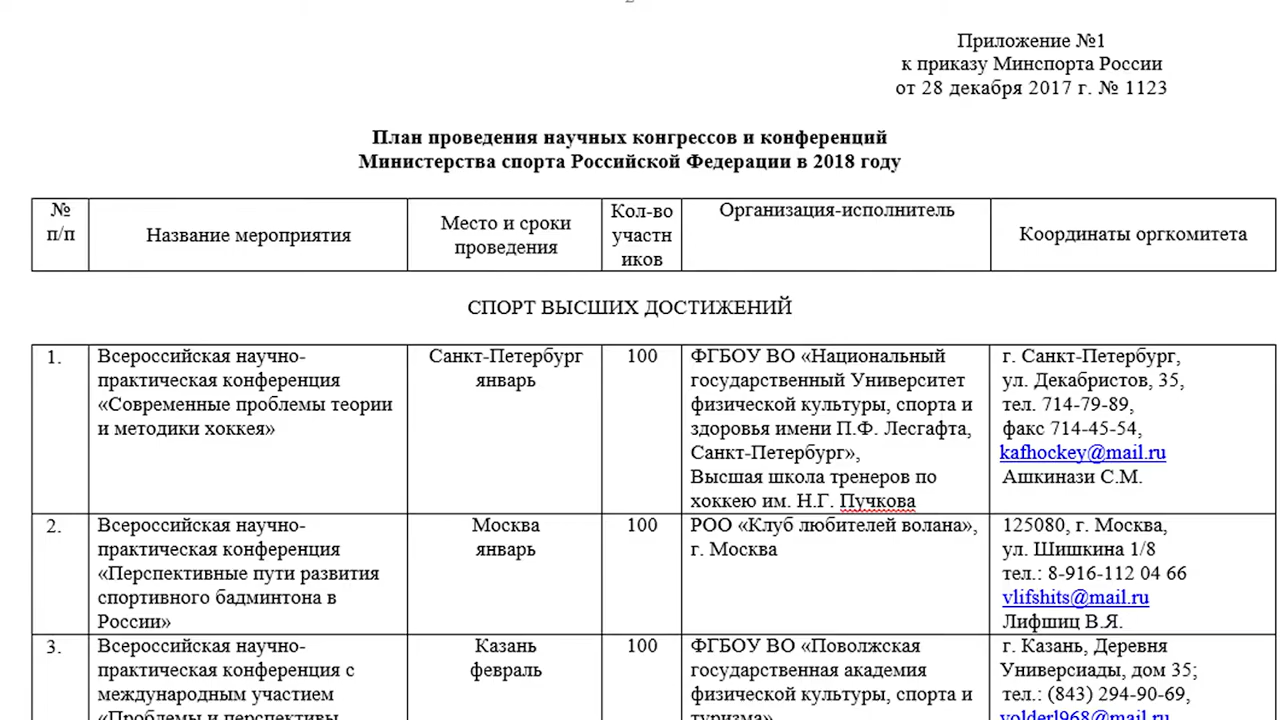 Приложение №1
к приказу Минспорта России
от 28 декабря 2017 г. № 1123
План проведения научных конгрессов и конференций
Министерства спорта Российской Федерации в 2018 году
№
п/п
Название мероприятия
Место и сроки
проведения
Кол-во
участн
иков
Организация-исполнитель
Координаты оргкомитета
СПОРТ ВЫСШИХ ДОСТИЖЕНИЙ
1.
Всероссийская научно-
практическая конференция
«Современные проблемы теории
и методики хоккея»
Санкт-Петербург
январь
100
ФГБОУ ВО «Национальный
государственный Университет
физической культуры, спорта и
здоровья имени П.Ф. Лесгафта,
Санкт-Петербург»,
Высшая школа тренеров по
хоккею им. Н.Г. Пучкова
г. Санкт-Петербург,
ул. Декабристов, 35,
тел. 714-79-89,
факс 714-45-54,
kafhockey@mail.ru
Ашкинази С.М.
2.
Всероссийская научно-
практическая конференция
«Перспективные пути развития
спортивного бадминтона в
России»
Москва
январь
100
РОО «Клуб любителей волана»,
г. Москва
125080, г. Москва,
ул. Шишкина 1/8
тел.: 8-916-112 04 66
vlifshits@mail.ru
Лифшиц В.Я.
3.
Всероссийская научно-
практическая конференция с
международным участием
«Проблемы и перспективы
Казань
февраль
100
ФГБОУ ВО «Поволжская
государственная академия
физической культуры, спорта и
туризма»
г. Казань, Деревня
Универсиады, дом 35;
тел.: (843) 294-90-69,